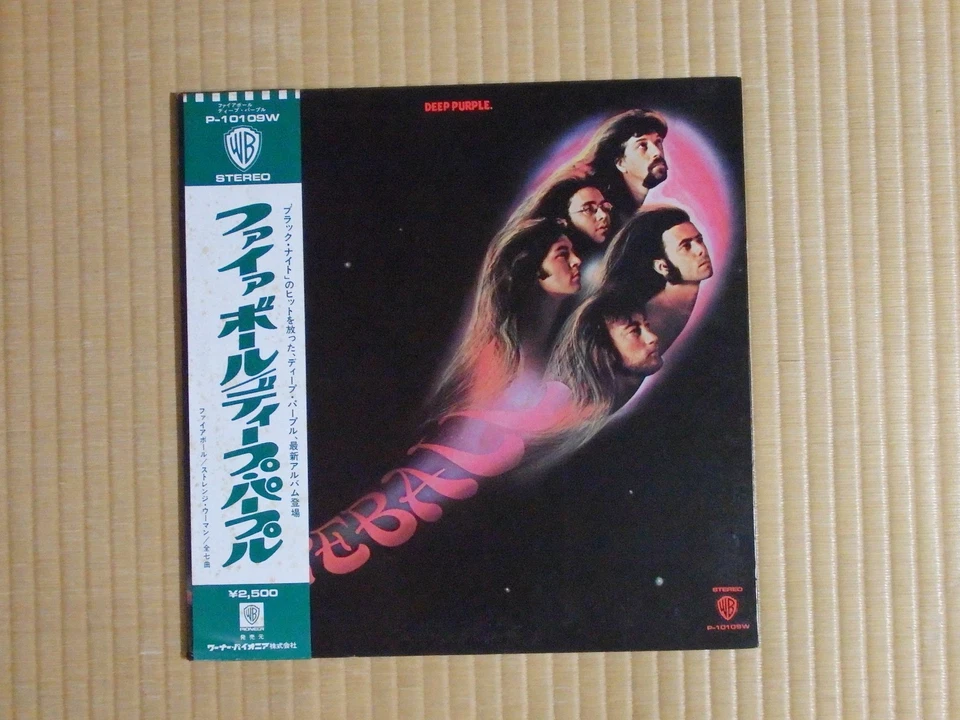 ファイアボール
ディープ・パープル
P-10109W
WB
STEREO
「ブラック・ナイト」のヒットを放った、ディープ・パープル、最新アルバム登場
ファイアボール/ディープ・パープル
ファイアボール/ストレンジ・ウーマン/全七曲
¥2,500
WB
PIONEER
発売元
ワーナー・パイオニア株式会社
DEEP PURPLE.
EBAL
STEREO
WB
P-10109W